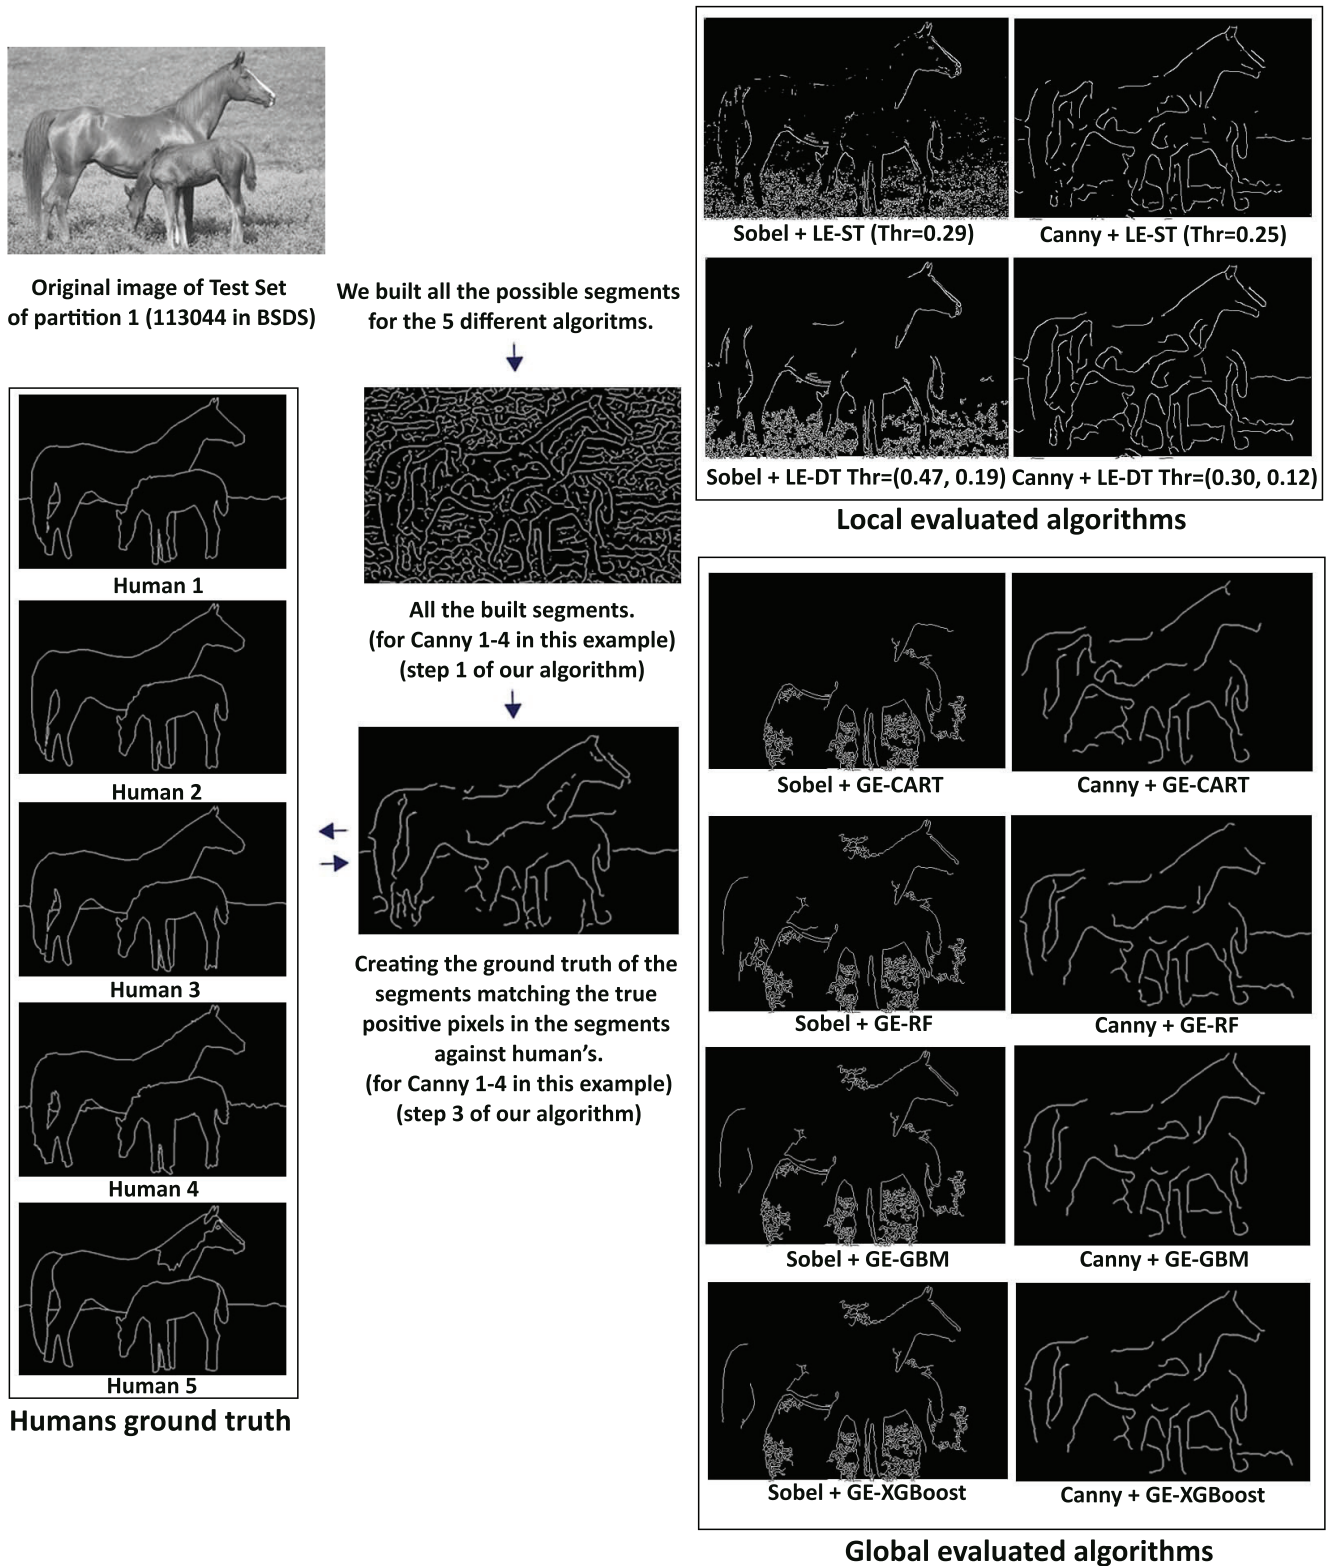 Original image of Test Set
of partition 1 (113044 in BSDS)
Human 1
Human 2
Human 3
Human 4
Human 5
Humans ground truth
We built all the possible segments
for the 5 different algoritms.
All the built segments.
(for Canny 1-4 in this example)
(step 1 of our algorithm)
Creating the ground truth of the
segments matching the true
positive pixels in the segments
against human's.
(for Canny 1-4 in this example)
(step 3 of our algorithm)
Sobel + LE-ST (Thr=0.29)
Canny + LE-ST (Thr=0.25)
Sobel + LE-DT Thr=(0.47, 0.19)
Canny + LE-DT Thr=(0.30, 0.12)
Local evaluated algorithms
Sobel + GE-CART
Canny + GE-CART
Sobel + GE-RF
Canny + GE-RF
Sobel + GE-GBM
Canny + GE-GBM
Sobel + GE-XGBoost
Canny + GE-XGBoost
Global evaluated algorithms